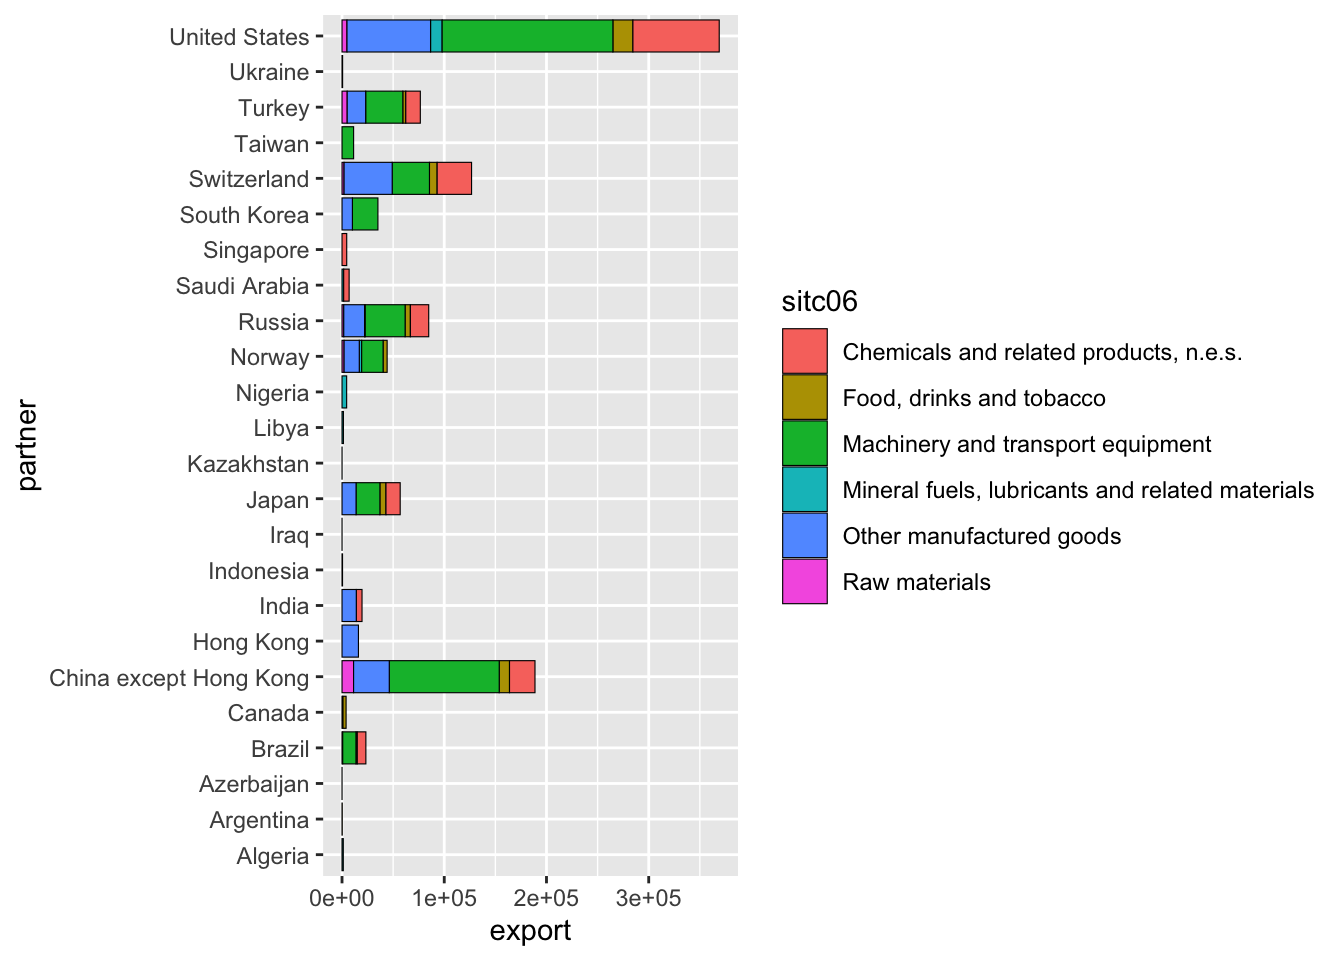 United States
Ukraine
Turkey
Taiwan
Switzerland
South Korea
Singapore
Saudi Arabia
Russia
Norway
Nigeria
Libya
Kazakhstan
Japan
Iraq
Indonesia
India
Hong Kong
China except Hong Kong
Canada
Brazil
Azerbaijan
Argentina
Algeria
partner
0e+00 1e+05 2e+05 3e+05
export
sitc06
Chemicals and related products, n.e.s.
Food, drinks and tobacco
Machinery and transport equipment
Mineral fuels, lubricants and related materials
Other manufactured goods
Raw materials